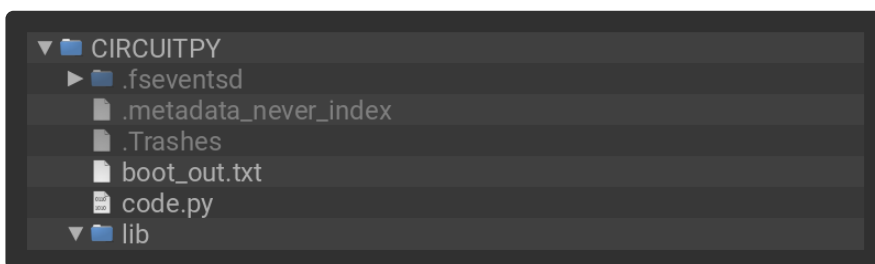 CIRCUITPY
.fseventsd
.metadata_never_index
.Trashes
boot_out.txt
code.py
lib